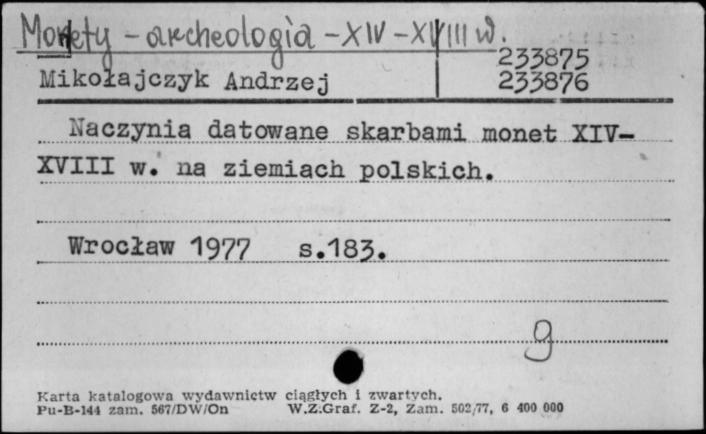 Monety - archeologia - XIV - XVIII w.
233875
Mikołajczyk Andrzej
233876
Naczynia datowane skarbami monet XIV-
XVIII w. na ziemiach polskich.
Wrocław 1977 s.183.
g
Karta katalogowa wydawnictw ciągłych i zwartych.
Pu-B-144 zam. 567/DW/On W.Z.Graf. Z-2, Zam. 502/77, 6 400 000